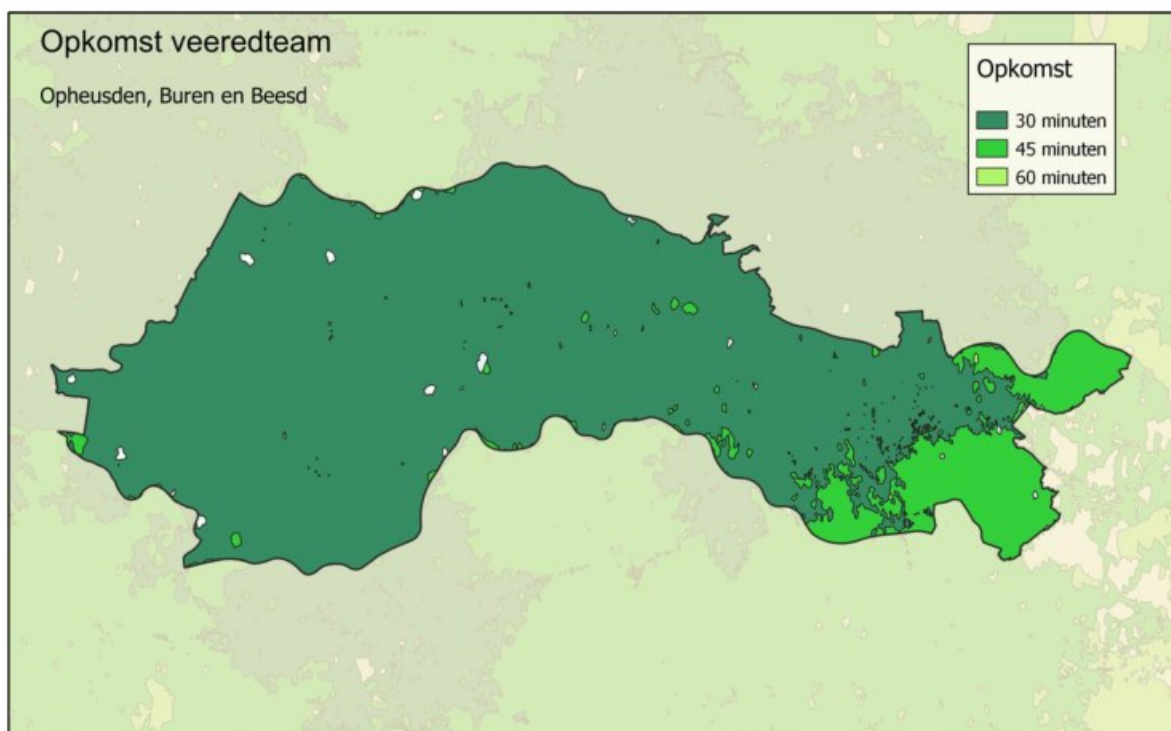 Opkomst veeredteam
Opheusden, Buren en Beesd
Opkomst
30 minuten
45 minuten
60 minuten